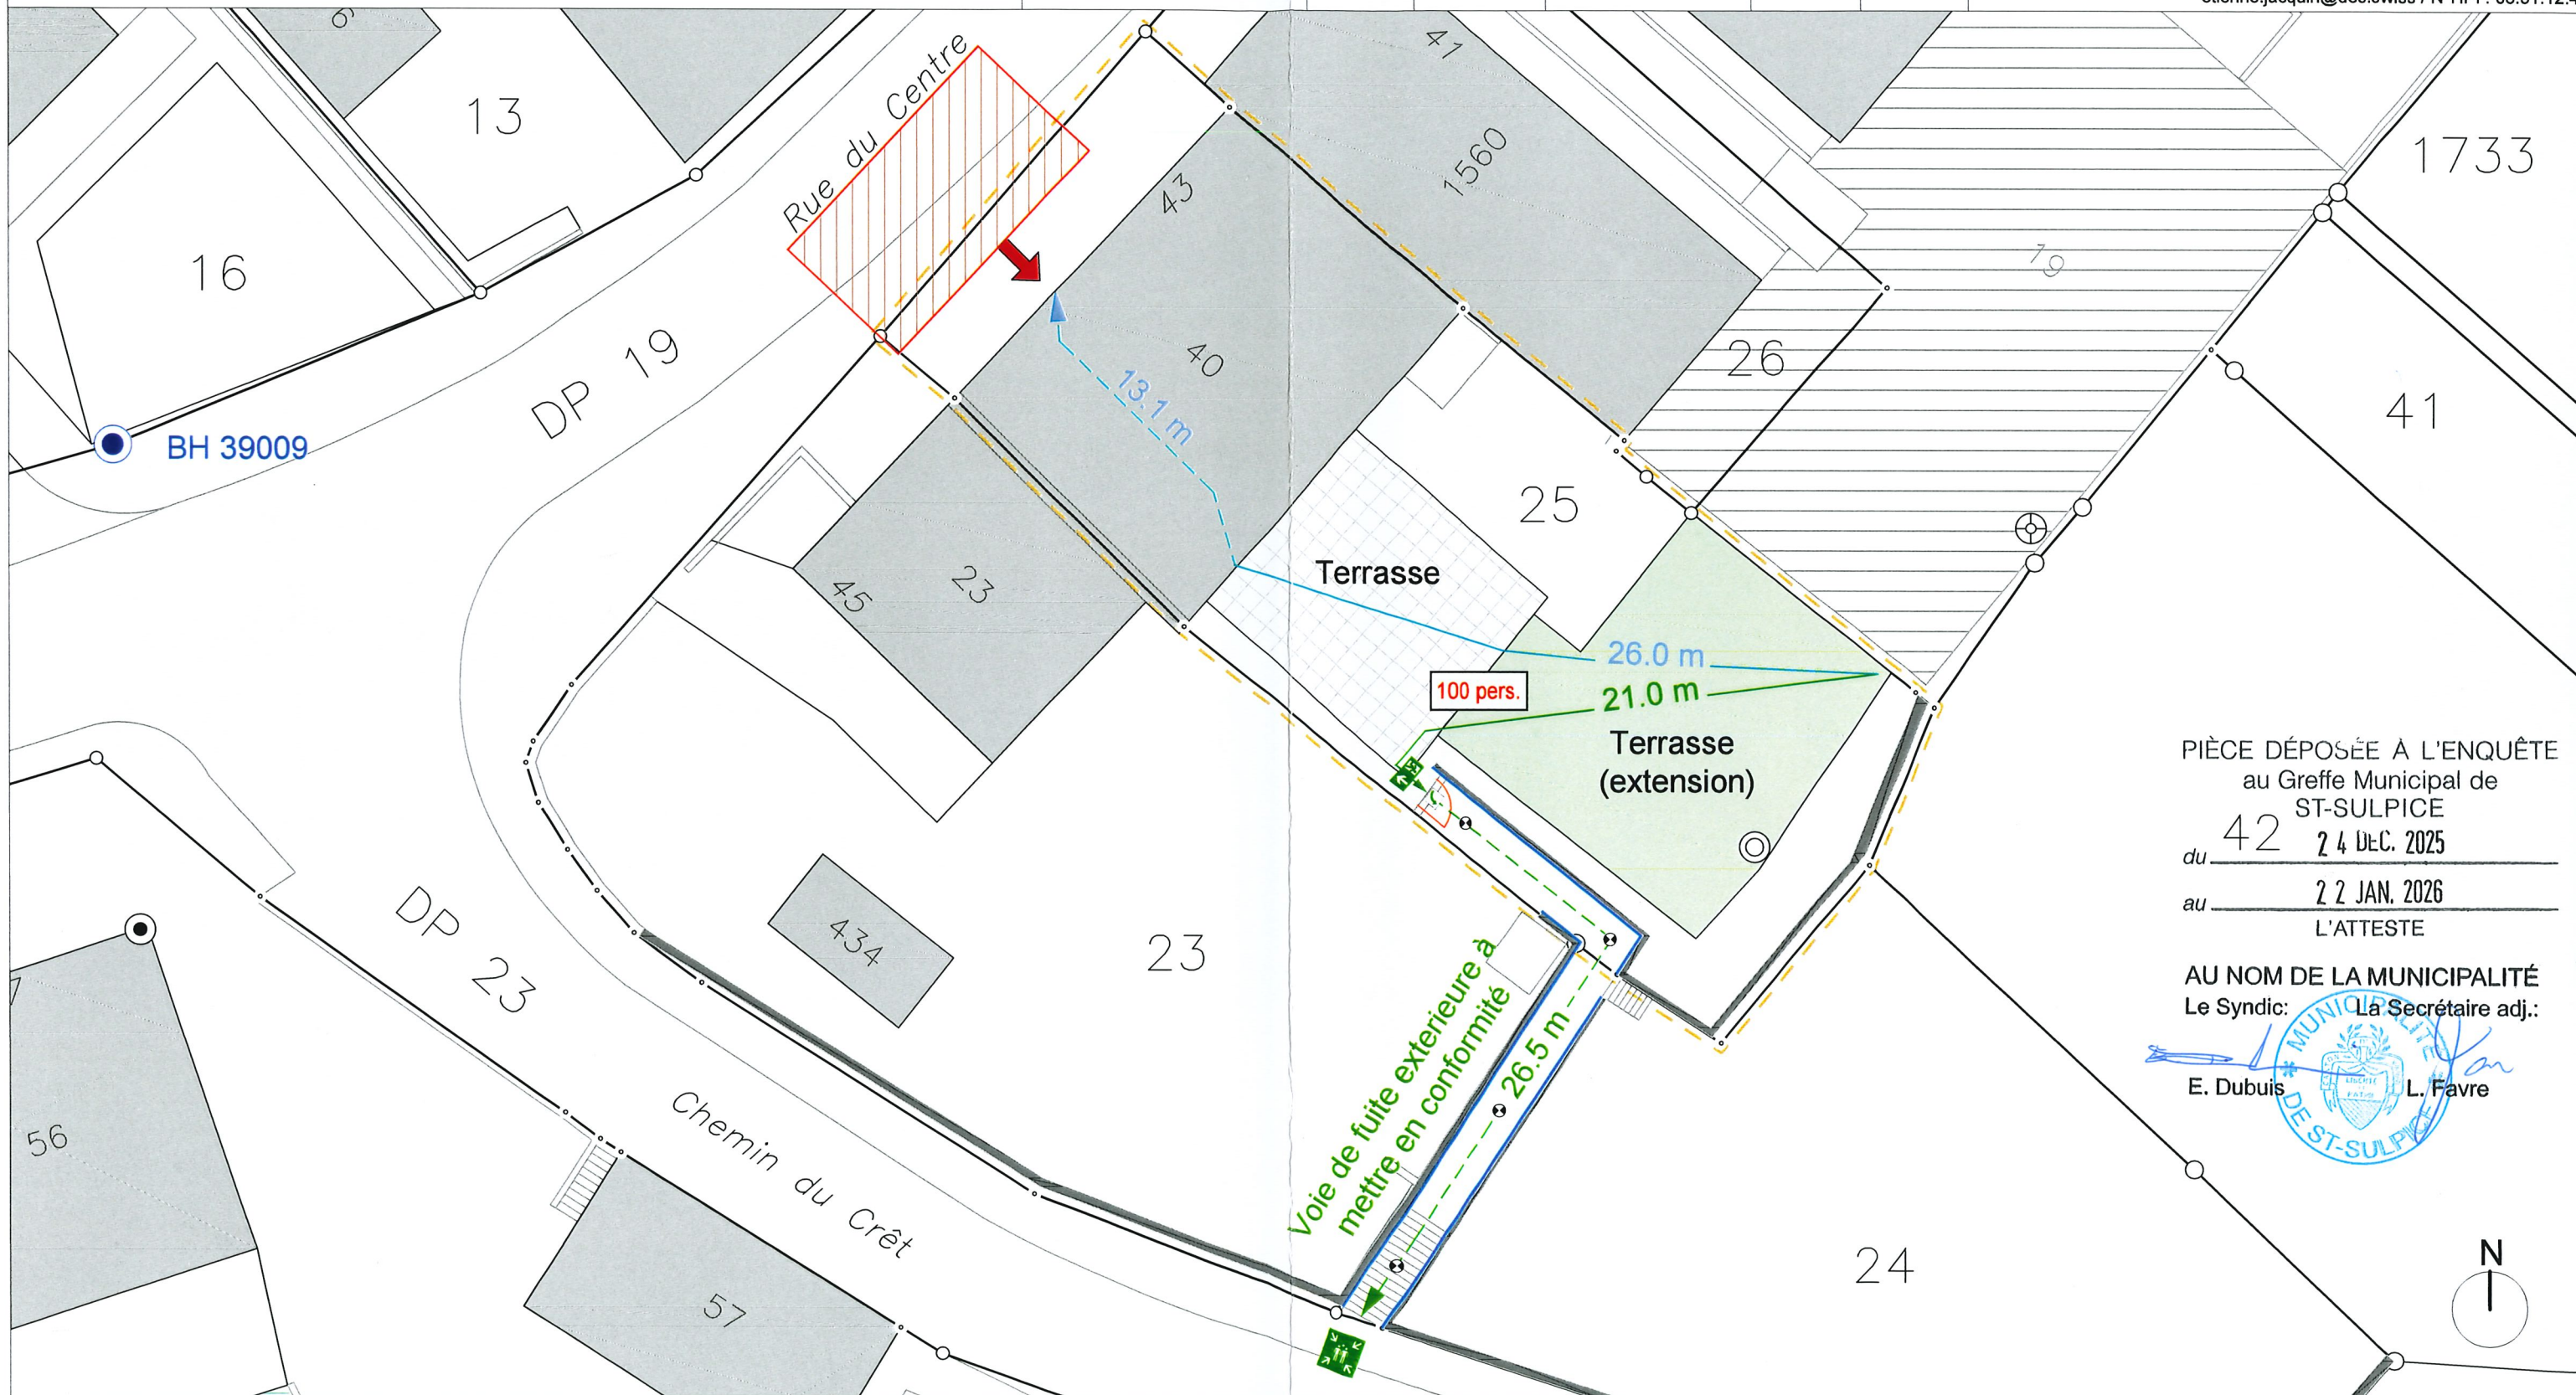 13
16
Rue du Centre
DP 19
BH 39009
41
1560
43
40
13.1 m
1733
19
26
41
25
Terrasse
23
45
26.0 m
100 pers.
21.0 m
Terrasse
(extension)
434
23
DP 23
Voie de fuite exterieure à
mettre en conformité
26.5 m
Chemin du Crêt
56
57
24
PIÈCE DÉPOSÉE À L'ENQUÊTE
au Greffe Municipal de
ST-SULPICE
42
du 24 DEC. 2025
au 22 JAN. 2026
L'ATTESTE
AU NOM DE LA MUNICIPALITÉ
Le Syndic: La Secrétaire adj.:
E. Dubuis L. Favre
MUNICIPALITÉ
DE ST-SULPICE
N